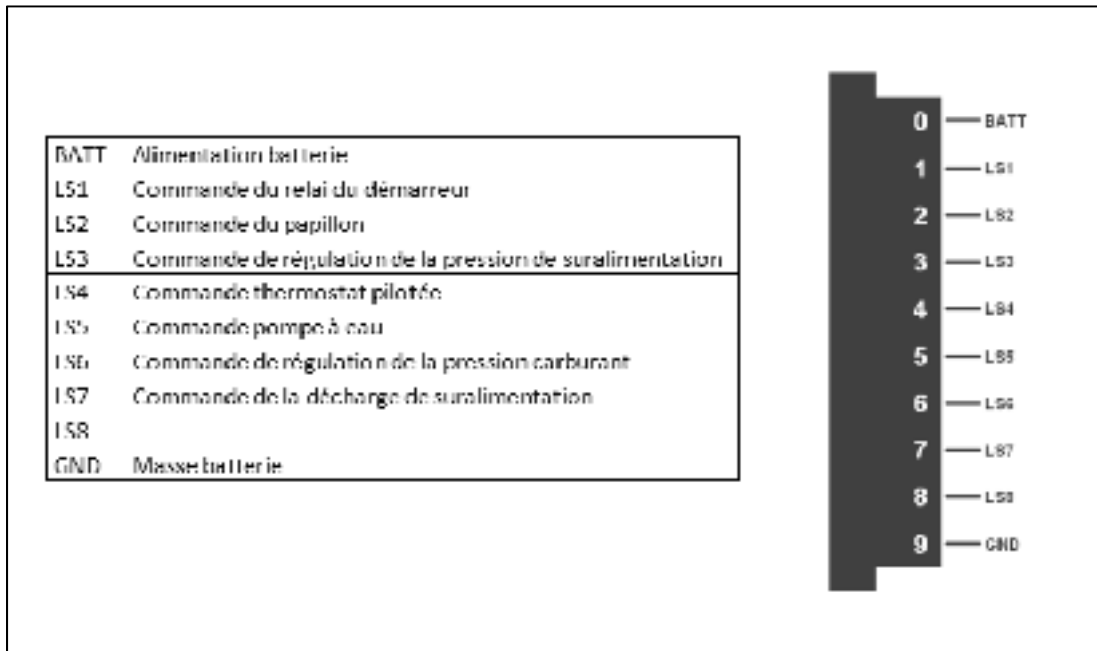 BATT Alimentation batterie
LS1 Commande du relai du démarreur
LS2 Commande du papillon
LS3 Commande de régulation de la pression de suralimentation
LS4 Commande thermostat pilotée
LS5 Commande pompe à eau
LS6 Commande de régulation de la pression carburant
LS7 Commande de la décharge de suralimentation
LS8
GND Masse batterie
0 BATT
1 LS1
2 LS2
3 LS3
4 LS4
5 LS5
6 LS6
7 LS7
8 LS8
9 GND